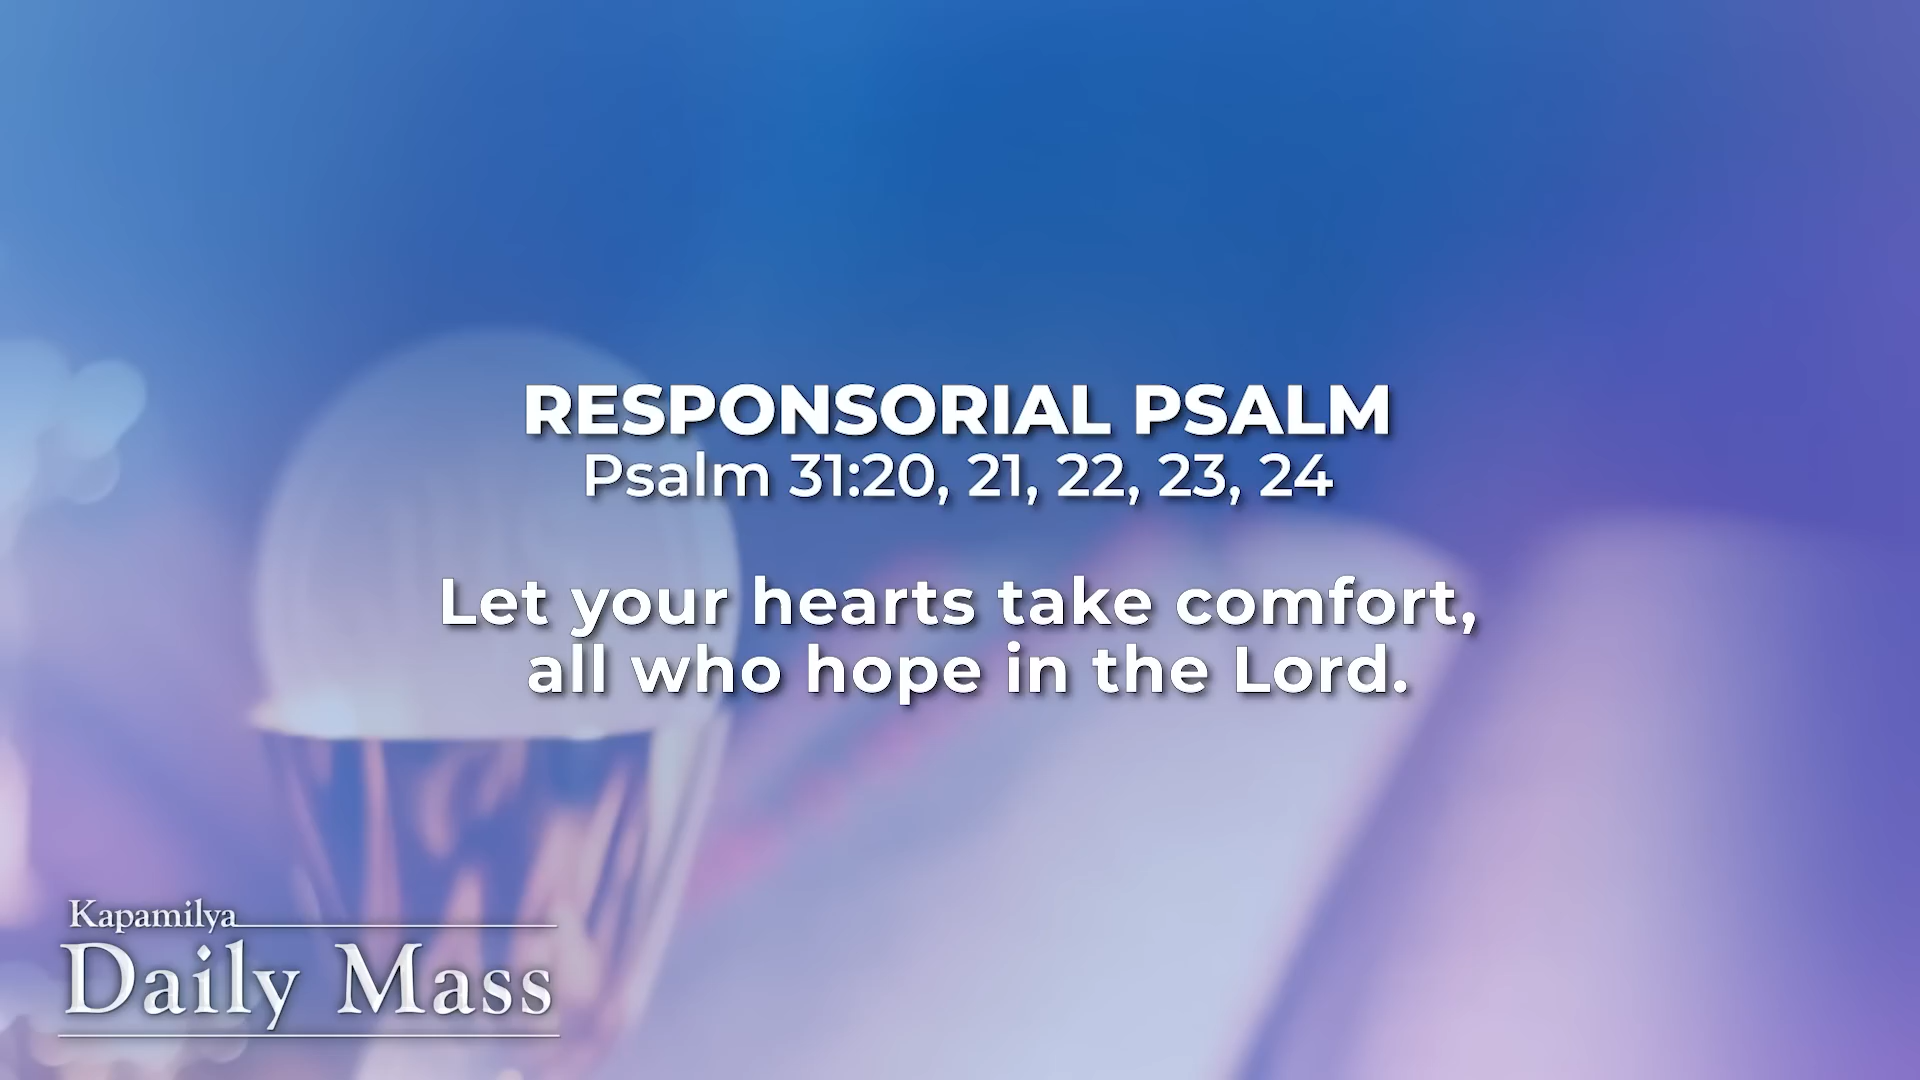 RESPONSORIAL PSALM
Psalm 31:20, 21, 22, 23, 24
Let your hearts take comfort,
all who hope in the Lord.
Kapamilya
Daily Mass